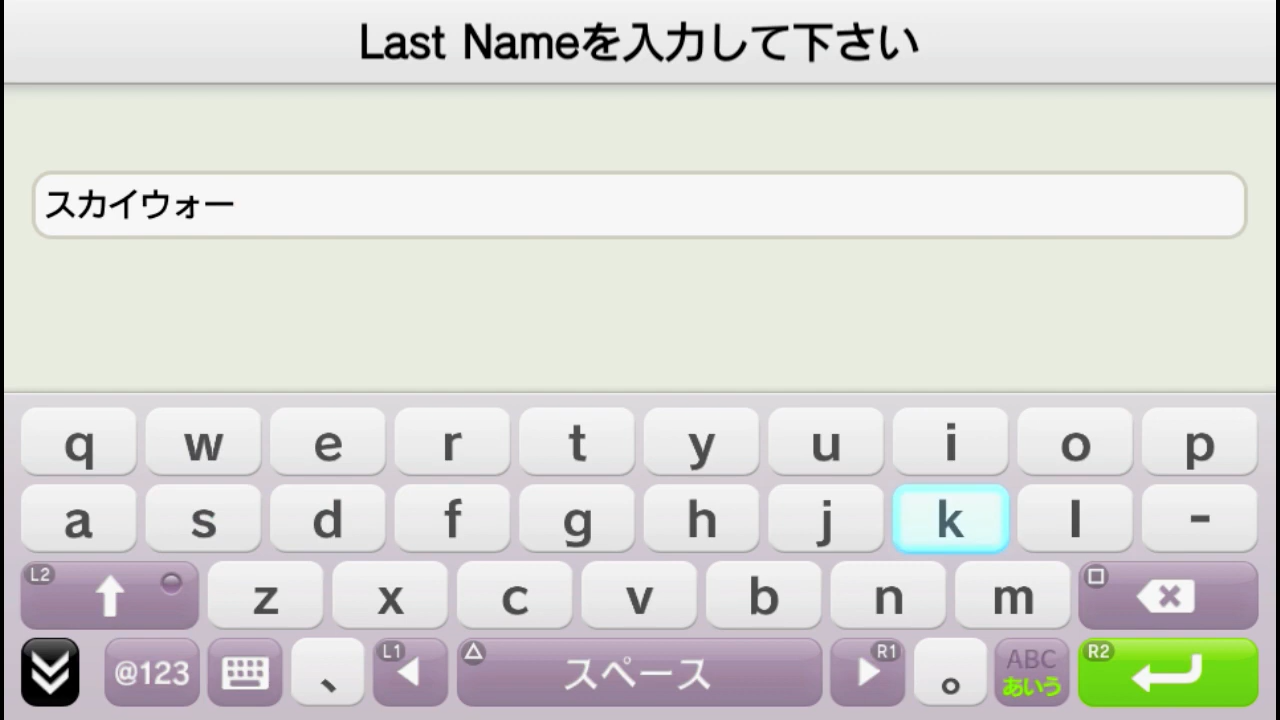 Last Nameを入力して下さい
スカイウォー
q w e r t y u i o p
a s d f g h j k l -
L2 z x c v b n m
@123 、 L1 スペース R1 。 ABC あいう R2